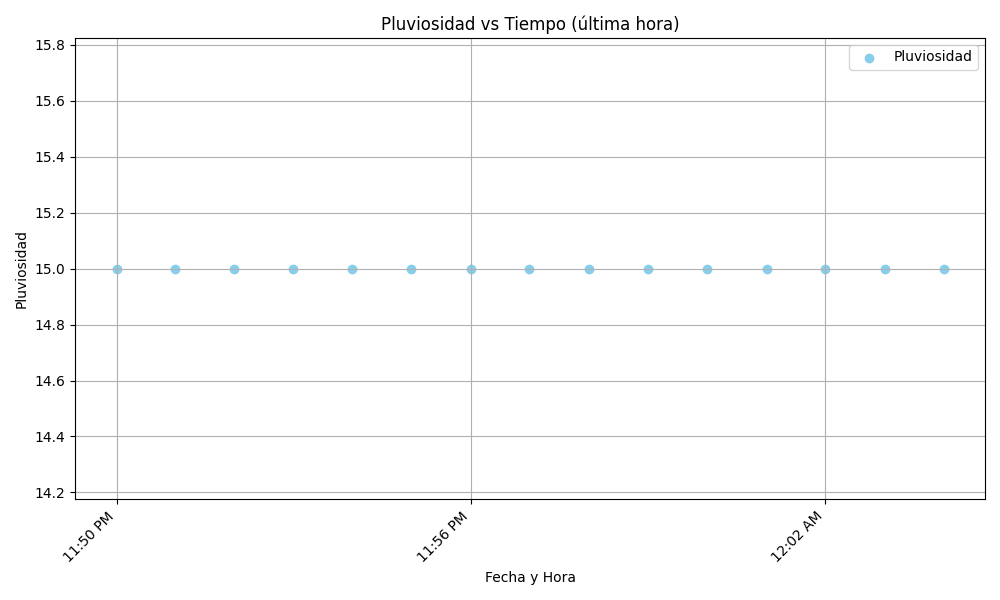 Pluviosidad vs Tiempo (última hora)
Pluviosidad
15.8
15.6
15.4
15.2
15.0
14.8
14.6
14.4
14.2
Pluviosidad
11:50 PM
11:56 PM
12:02 AM
Fecha y Hora